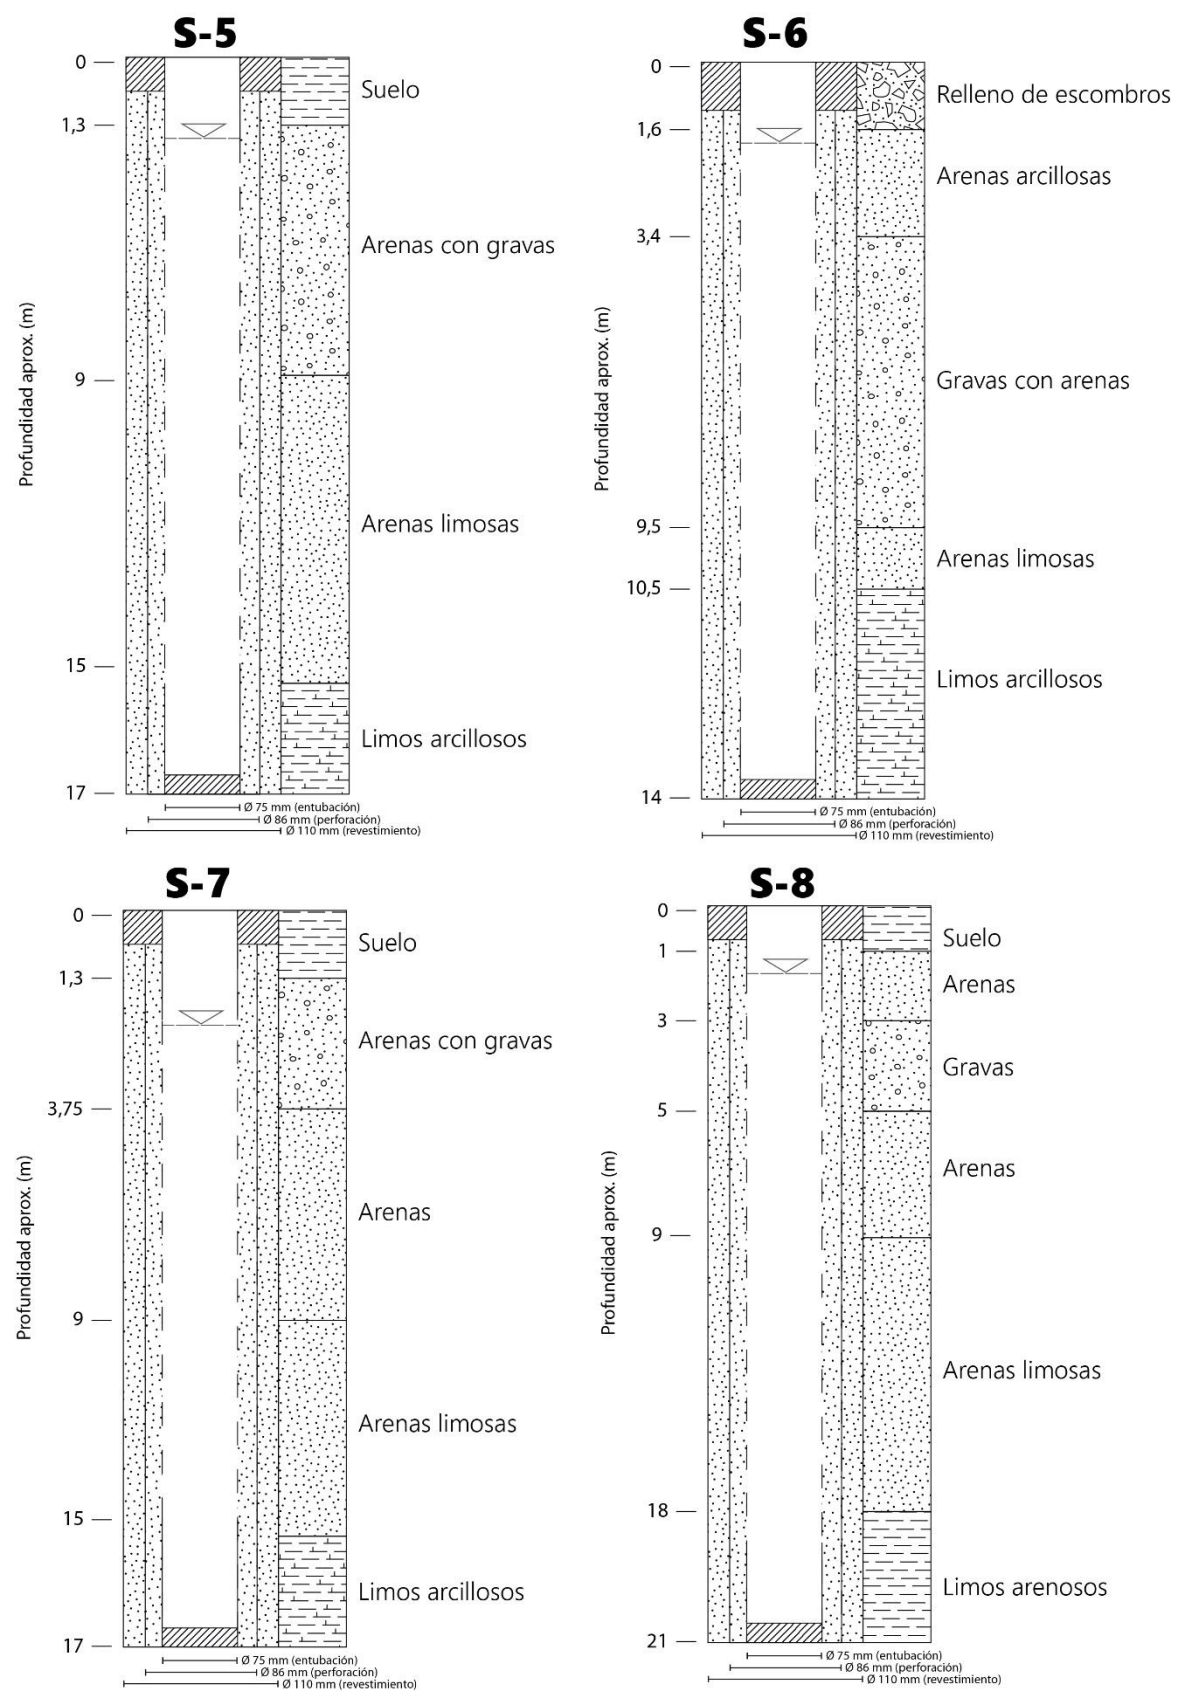 S-5
0
Suelo
1,3
Arenas con gravas
Profundidad aprox. (m)
9
Arenas limosas
15
Limos arcillosos
17
Ø 75 mm (entubación)
Ø 86 mm (perforación)
Ø 110 mm (revestimiento)
S-6
0
Relleno de escombros
1,6
Arenas arcillosas
3,4
Gravas con arenas
Profundidad aprox. (m)
9,5
Arenas limosas
10,5
Limos arcillosos
14
Ø 75 mm (entubación)
Ø 86 mm (perforación)
Ø 110 mm (revestimiento)
S-7
0
Suelo
1,3
Arenas con gravas
3,75
Arenas
Profundidad aprox. (m)
9
Arenas limosas
15
Limos arcillosos
17
Ø 75 mm (entubación)
Ø 86 mm (perforación)
Ø 110 mm (revestimiento)
S-8
0
Suelo
1
Arenas
3
Gravas
5
Arenas
Profundidad aprox. (m)
9
Arenas limosas
18
Limos arenosos
21
Ø 75 mm (entubación)
Ø 86 mm (perforación)
Ø 110 mm (revestimiento)